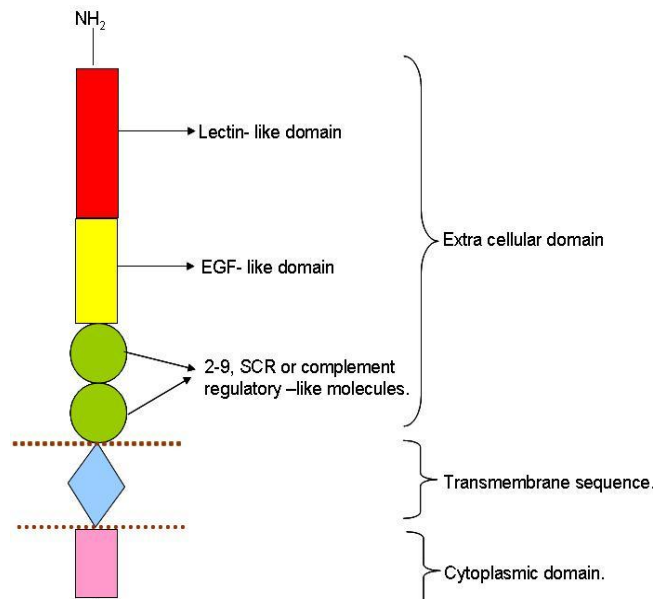 NH2
Lectin- like domain
EGF- like domain
Extra cellular domain
2-9, SCR or complement
regulatory –like molecules.
Transmembrane sequence.
Cytoplasmic domain.